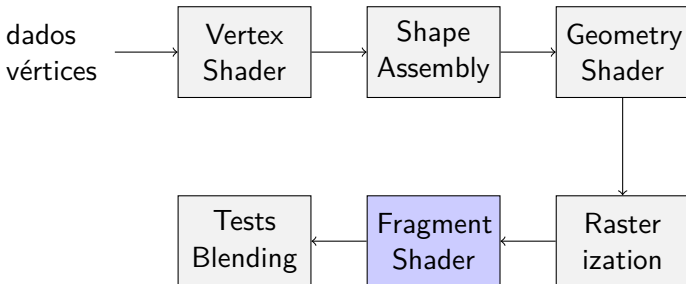 dados
vértices
Vertex
Shader
Shape
Assembly
Geometry
Shader
Tests
Blending
Fragment
Shader
Raster
ization